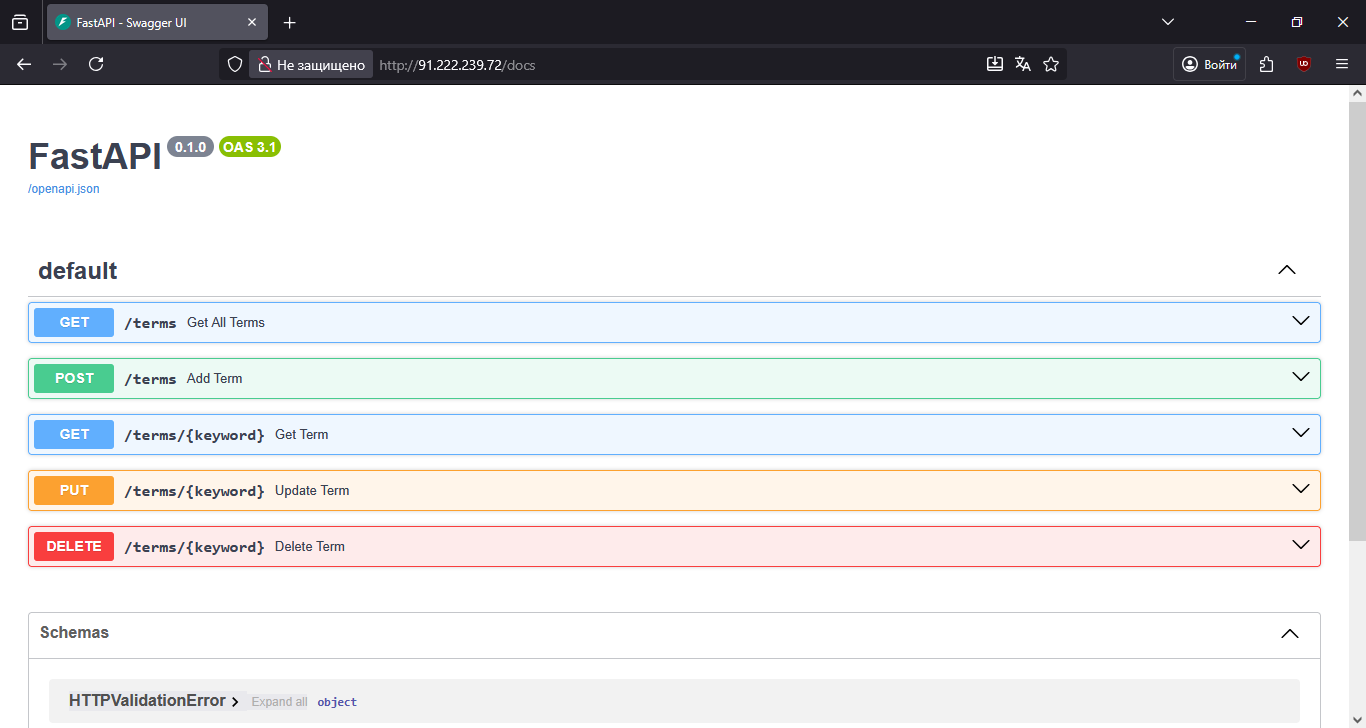 FastAPI - Swagger UI
Не защищено http://91.222.239.72/docs Войти
FastAPI 0.1.0 OAS 3.1
/openapi.json
default
GET /terms Get All Terms
POST /terms Add Term
GET /terms/{keyword} Get Term
PUT /terms/{keyword} Update Term
DELETE /terms/{keyword} Delete Term
Schemas
HTTPValidationError Expand all object